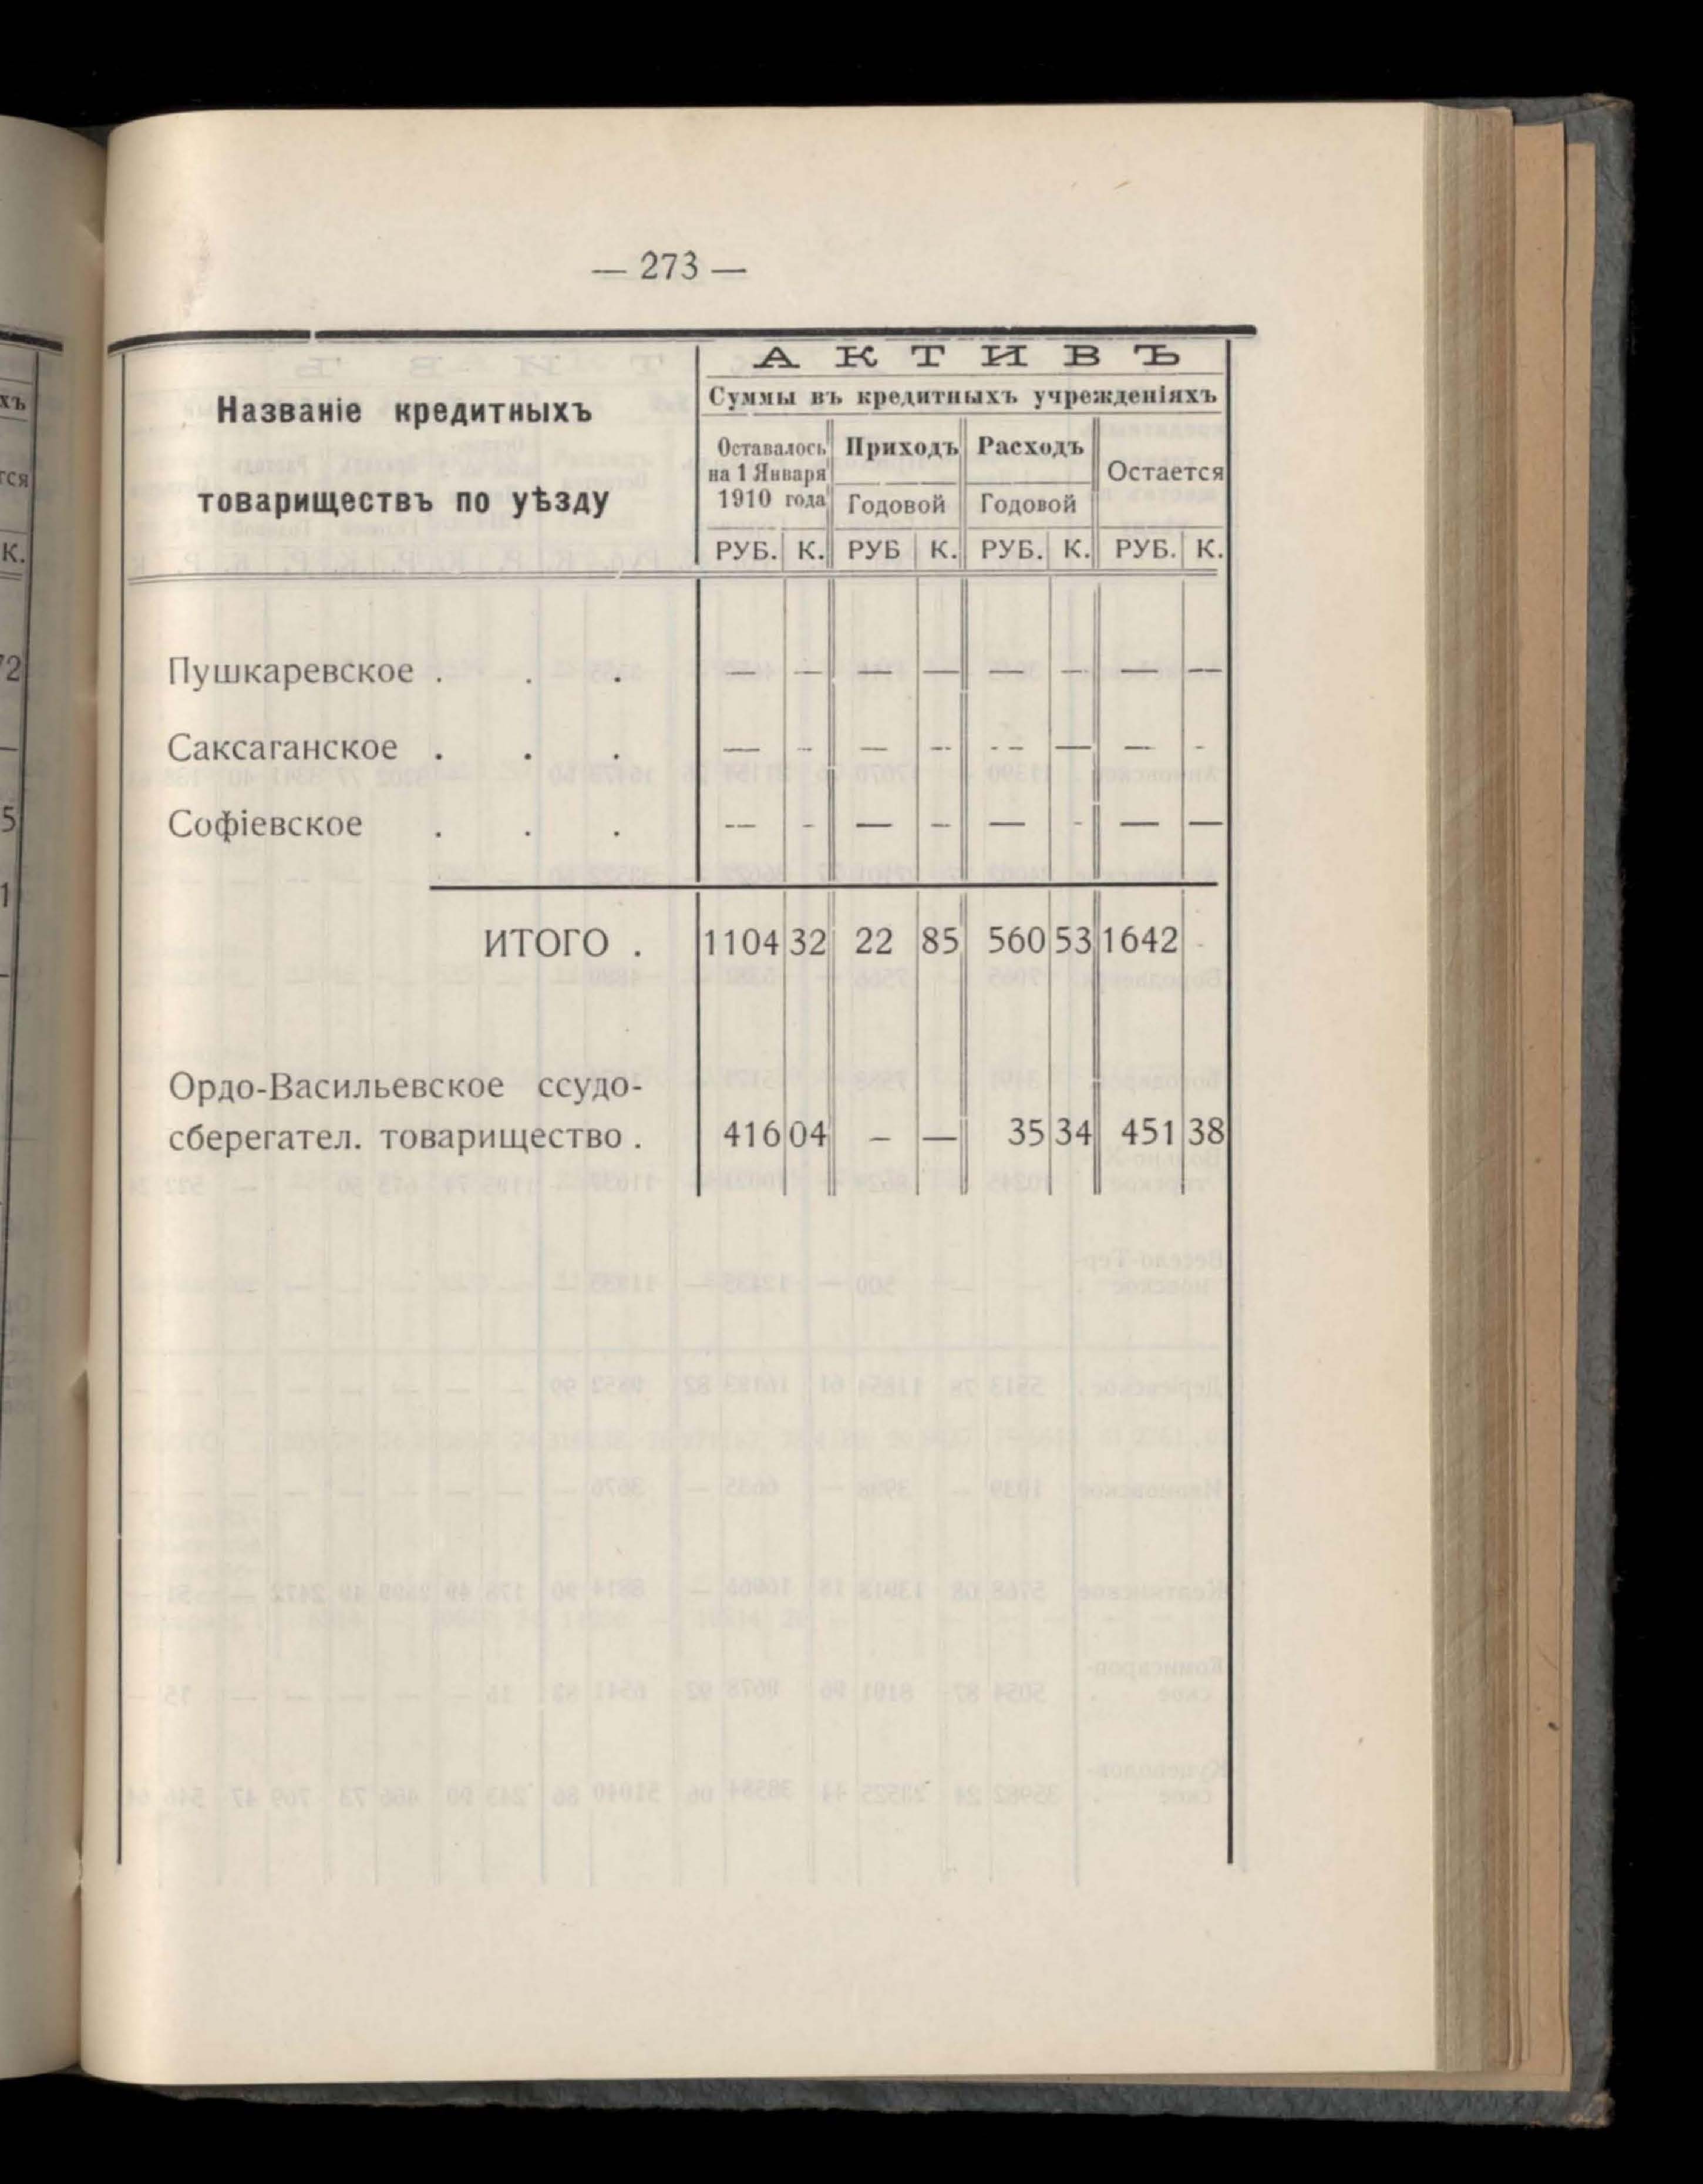 — 273 —
Названіе кредитныхъ
товариществъ по уѣзду
АКТИВЪ
Суммы въ кредитныхъ учрежденіяхъ
Оставалось на 1 Января 1910 года Приходъ Годовой Расходъ Годовой Остается
РУБ. К. РУБ К. РУБ. К. РУБ. К.
Пушкаревское . . . — — — — — — — —
Саксаганское . . . — - — -- -- — — -
Софіевское . . . -- - — - — - — —
ИТОГО . 1104 32 22 85 560 53 1642 -
Ордо-Васильевское ссудо-
сберегател. товарищество . 416 04 – — 35 34 451 38